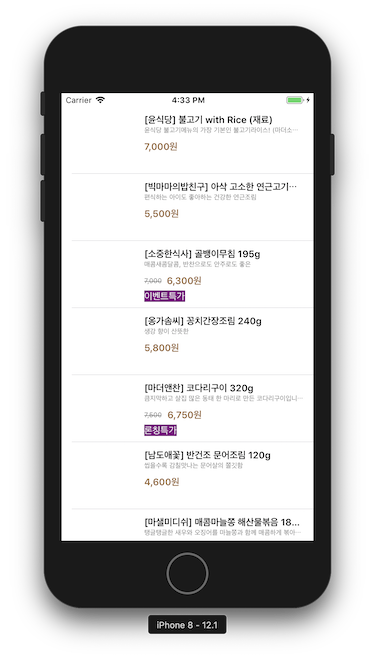 Carrier 4:33 PM
[윤식당] 불고기 with Rice (재료)
윤식당 불고기메뉴의 가장 기본인 불고기라이스! (마더소…
7,000원
[빅마마의밥친구] 아삭 고소한 연근고기…
편식하는 아이도 좋아하는 건강한 연근조림
5,500원
[소중한식사] 골뱅이무침 195g
매콤새콤달콤, 반찬으로도 안주로도 좋은
7,000 6,300원
이벤트특가
[옹가솜씨] 꽁치간장조림 240g
생강 향이 산뜻한
5,800원
[마더앤찬] 코다리구이 320g
큼지막하고 살집 많은 동태 한 마리로 만든 코다리구이입니…
7,500 6,750원
론칭특가
[남도애꽃] 반건조 문어조림 120g
씹을수록 감칠맛나는 문어살의 쫄깃함
4,600원
[마샐미디쉬] 매콤마늘쫑 해산물볶음 18…
탱글탱글한 새우와 오징어를 마늘쫑과 함께 매콤하게 볶아…
iPhone 8 - 12.1